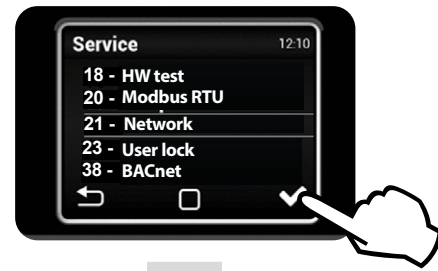 Service 12:10
18 - HW test
20 - Modbus RTU
21 - Network
23 - User lock
38 - BACnet